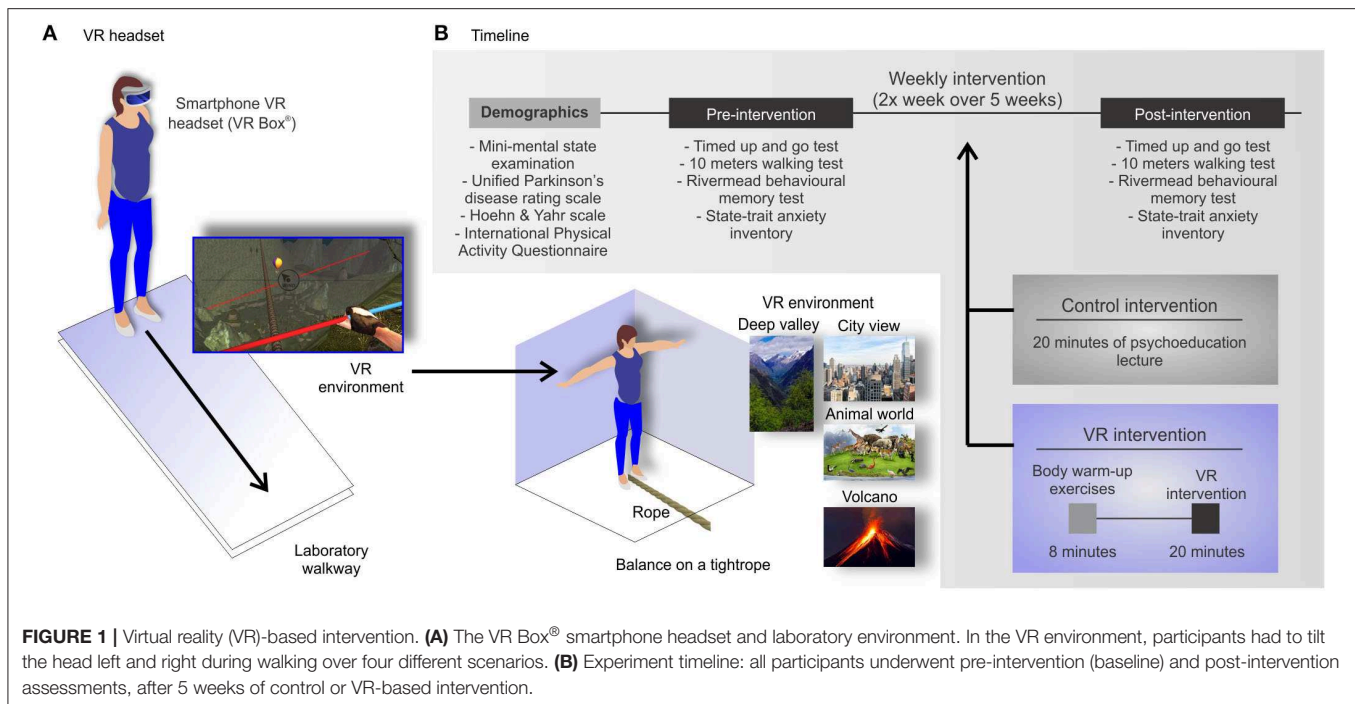 A VR headset
Smartphone VR
headset (VR Box®)
VR
environment
Laboratory
walkway
B Timeline
Demographics
- Mini-mental state
examination
- Unified Parkinson's
disease rating scale
- Hoehn & Yahr scale
- International Physical
Activity Questionnaire
Pre-intervention
- Timed up and go test
- 10 meters walking test
- Rivermead behavioural
memory test
- State-trait anxiety
inventory
Weekly intervention
(2x week over 5 weeks)
Post-intervention
- Timed up and go test
- 10 meters walking test
- Rivermead behavioural
memory test
- State-trait anxiety
inventory
VR environment
Deep valley City view
Animal world
Volcano
Rope
Balance on a tightrope
Control intervention
20 minutes of psychoeducation
lecture
VR intervention
Body warm-up
exercises
8 minutes
VR
intervention
20 minutes
FIGURE 1 | Virtual reality (VR)-based intervention. (A) The VR Box® smartphone headset and laboratory environment. In the VR environment, participants had to tilt
the head left and right during walking over four different scenarios. (B) Experiment timeline: all participants underwent pre-intervention (baseline) and post-intervention
assessments, after 5 weeks of control or VR-based intervention.